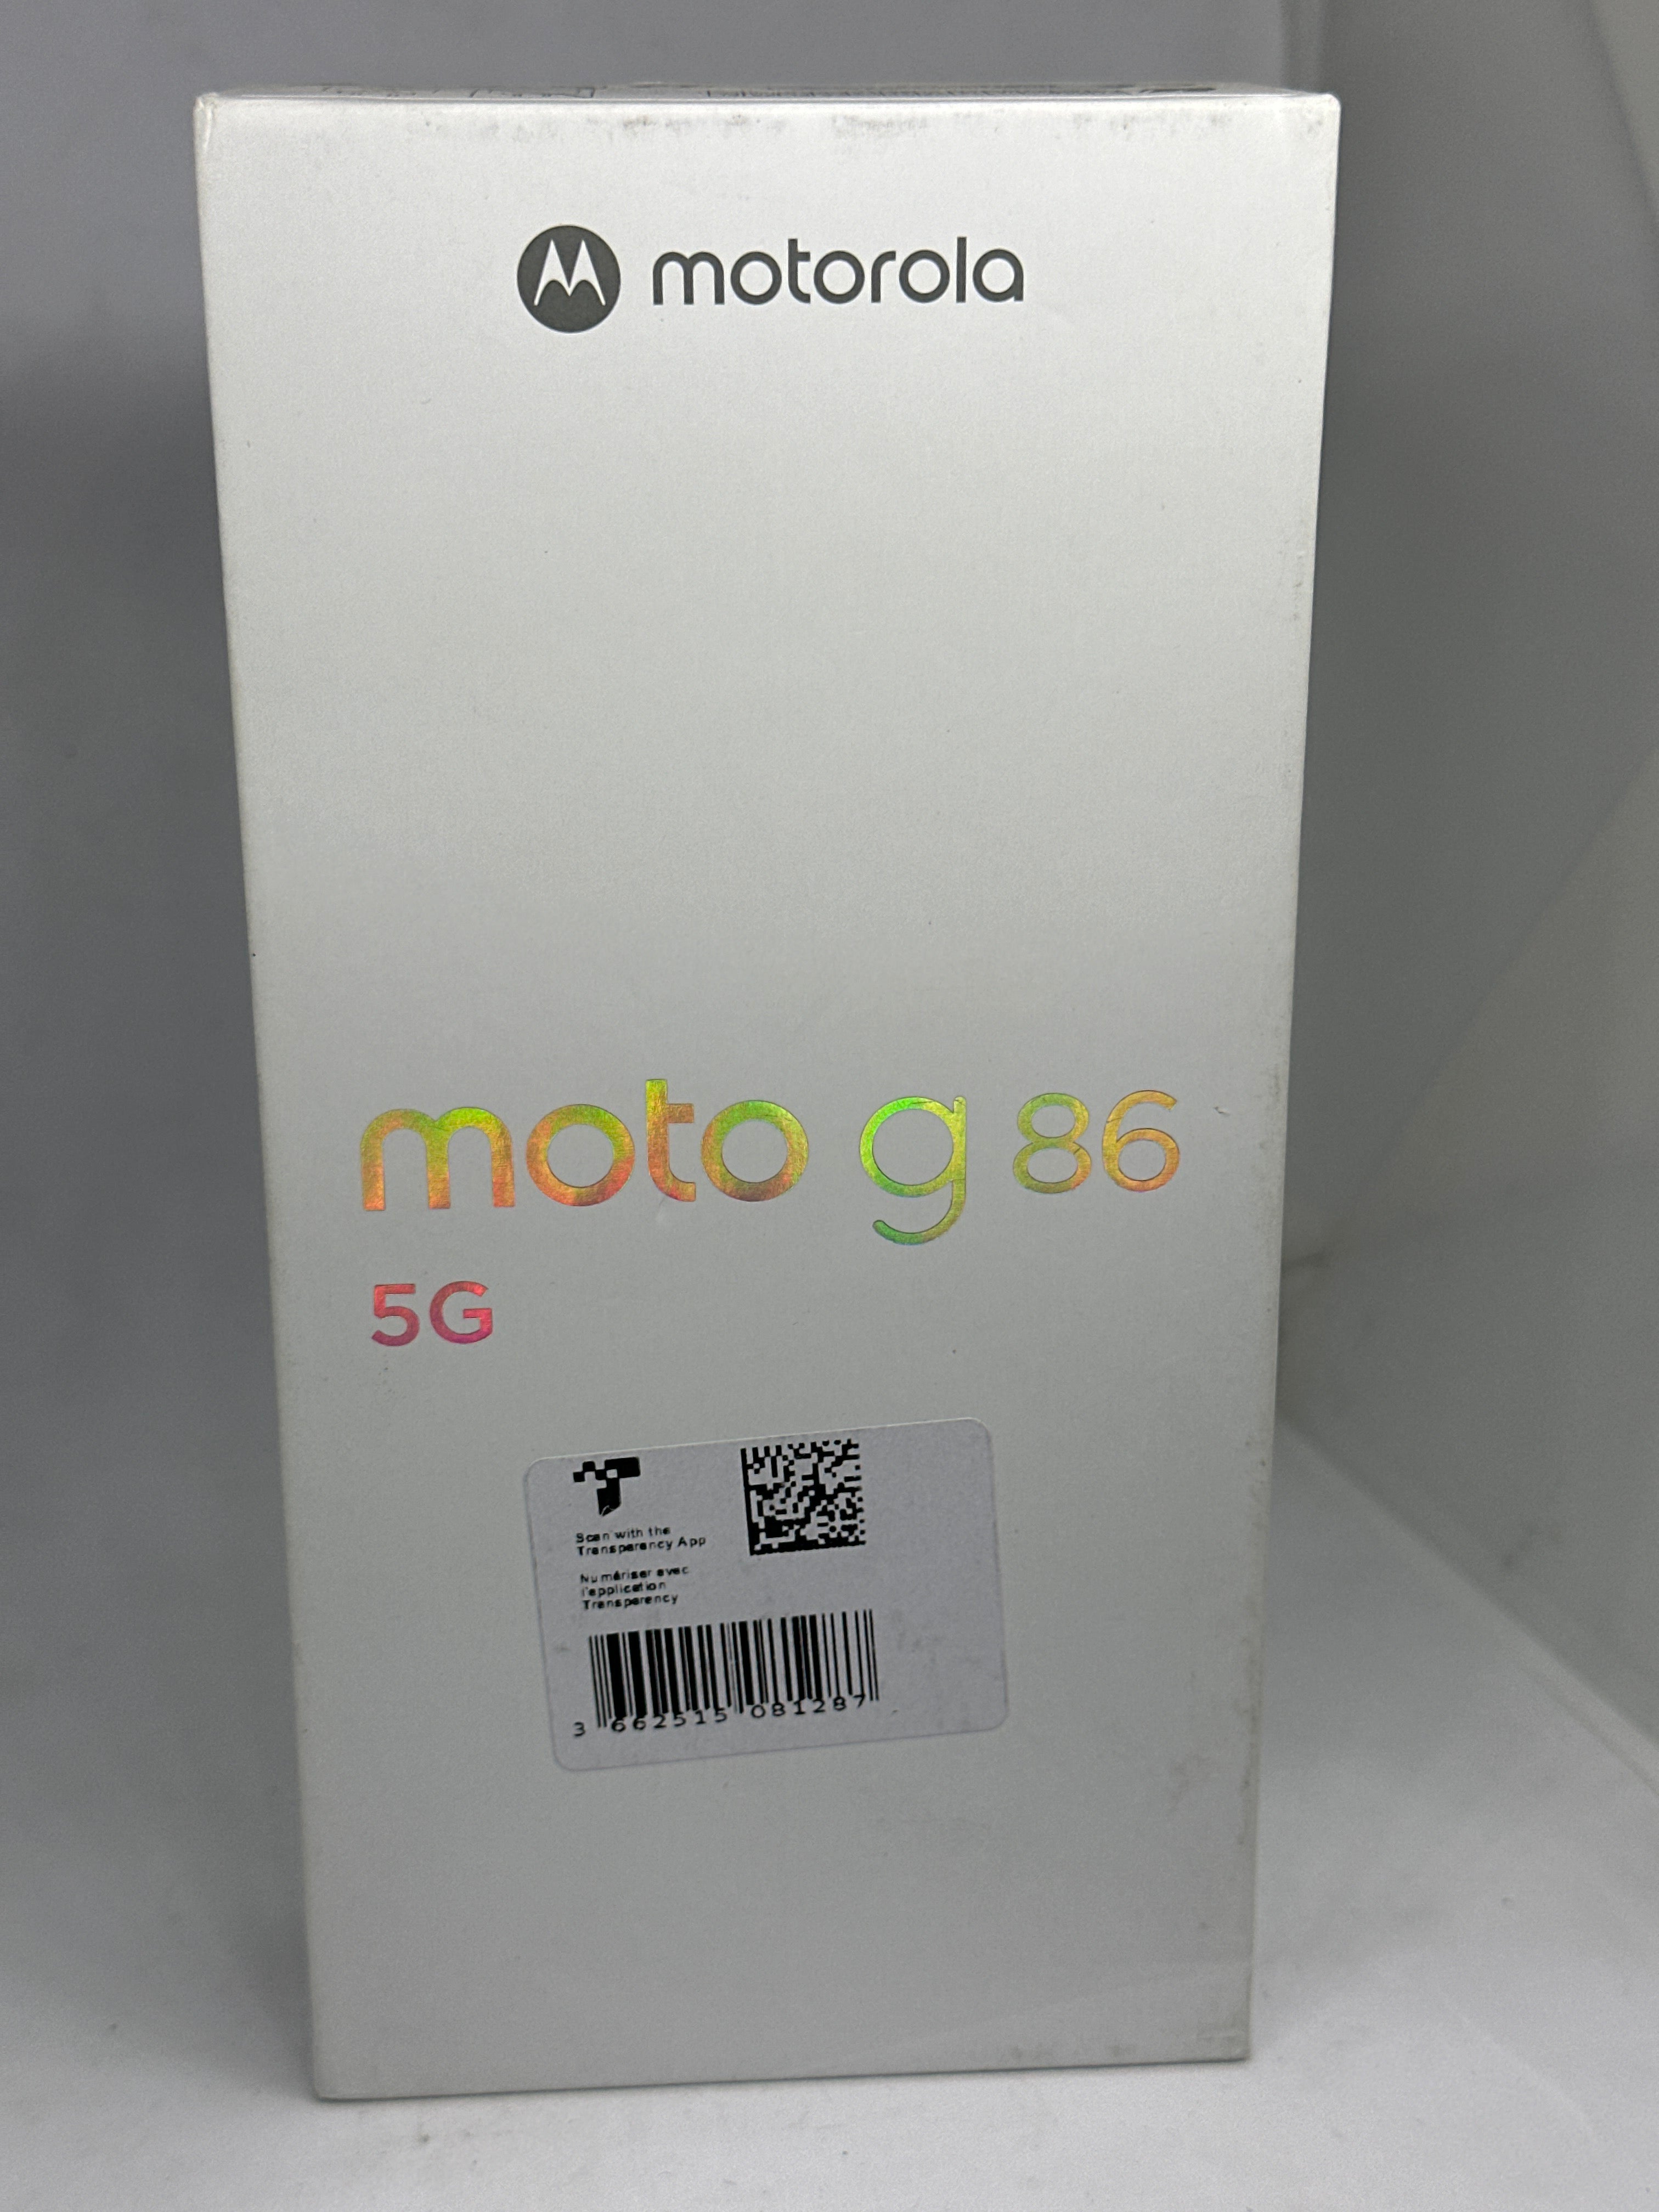 motorola
moto g 86
5G
Scan with the
Transparency App
Numériser avec
l'application
Transparency
3 662515 081287